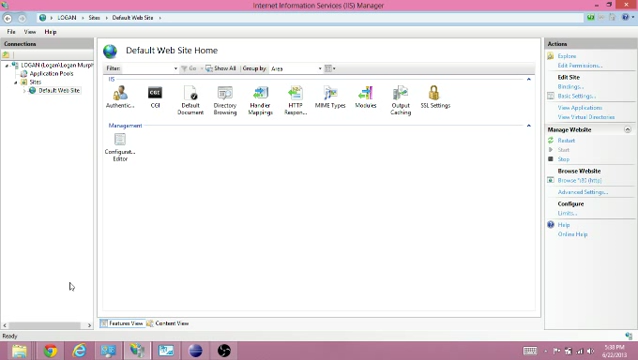 Internet Information Services (IIS) Manager
LOGAN ▸ Sites ▸ Default Web Site ▸
File View Help
Connections
LOGAN (Logan\Logan Murph
Application Pools
Sites
Default Web Site
Default Web Site Home
Filter: Go Show All Group by: Area
IIS
Authentic... CGI Default Document Directory Browsing Handler Mappings HTTP Respon... MIME Types Modules Output Caching SSL Settings
Management
Configurat... Editor
Features View Content View
Ready
Actions
Explore
Edit Permissions...
Edit Site
Bindings...
Basic Settings...
View Applications
View Virtual Directories
Manage Website
Restart
Start
Stop
Browse Website
Advanced Settings...
Configure
Limits...
Help
Online Help
5:38 PM